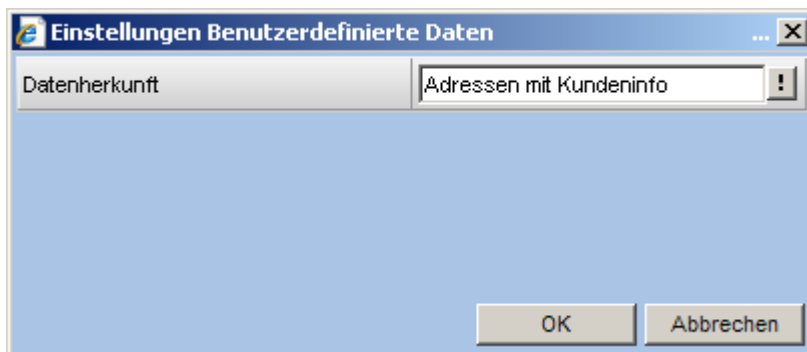 Einstellungen Benutzerdefinierte Daten ...
Datenherkunft Adressen mit Kundeninfo !
OK Abbrechen